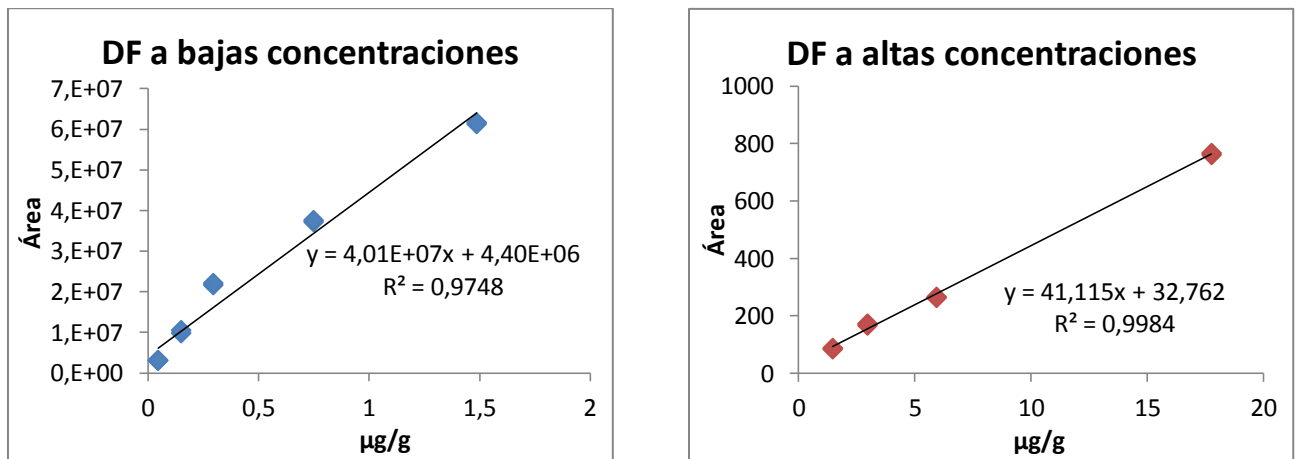 DF a bajas concentraciones
7,E+07
6,E+07
5,E+07
4,E+07
3,E+07
2,E+07
1,E+07
0,E+00
Área
y = 4,01E+07x + 4,40E+06
R² = 0,9748
0 0,5 1 1,5 2
µg/g
DF a altas concentraciones
1000
800
600
400
200
0
Área
y = 41,115x + 32,762
R² = 0,9984
0 5 10 15 20
µg/g